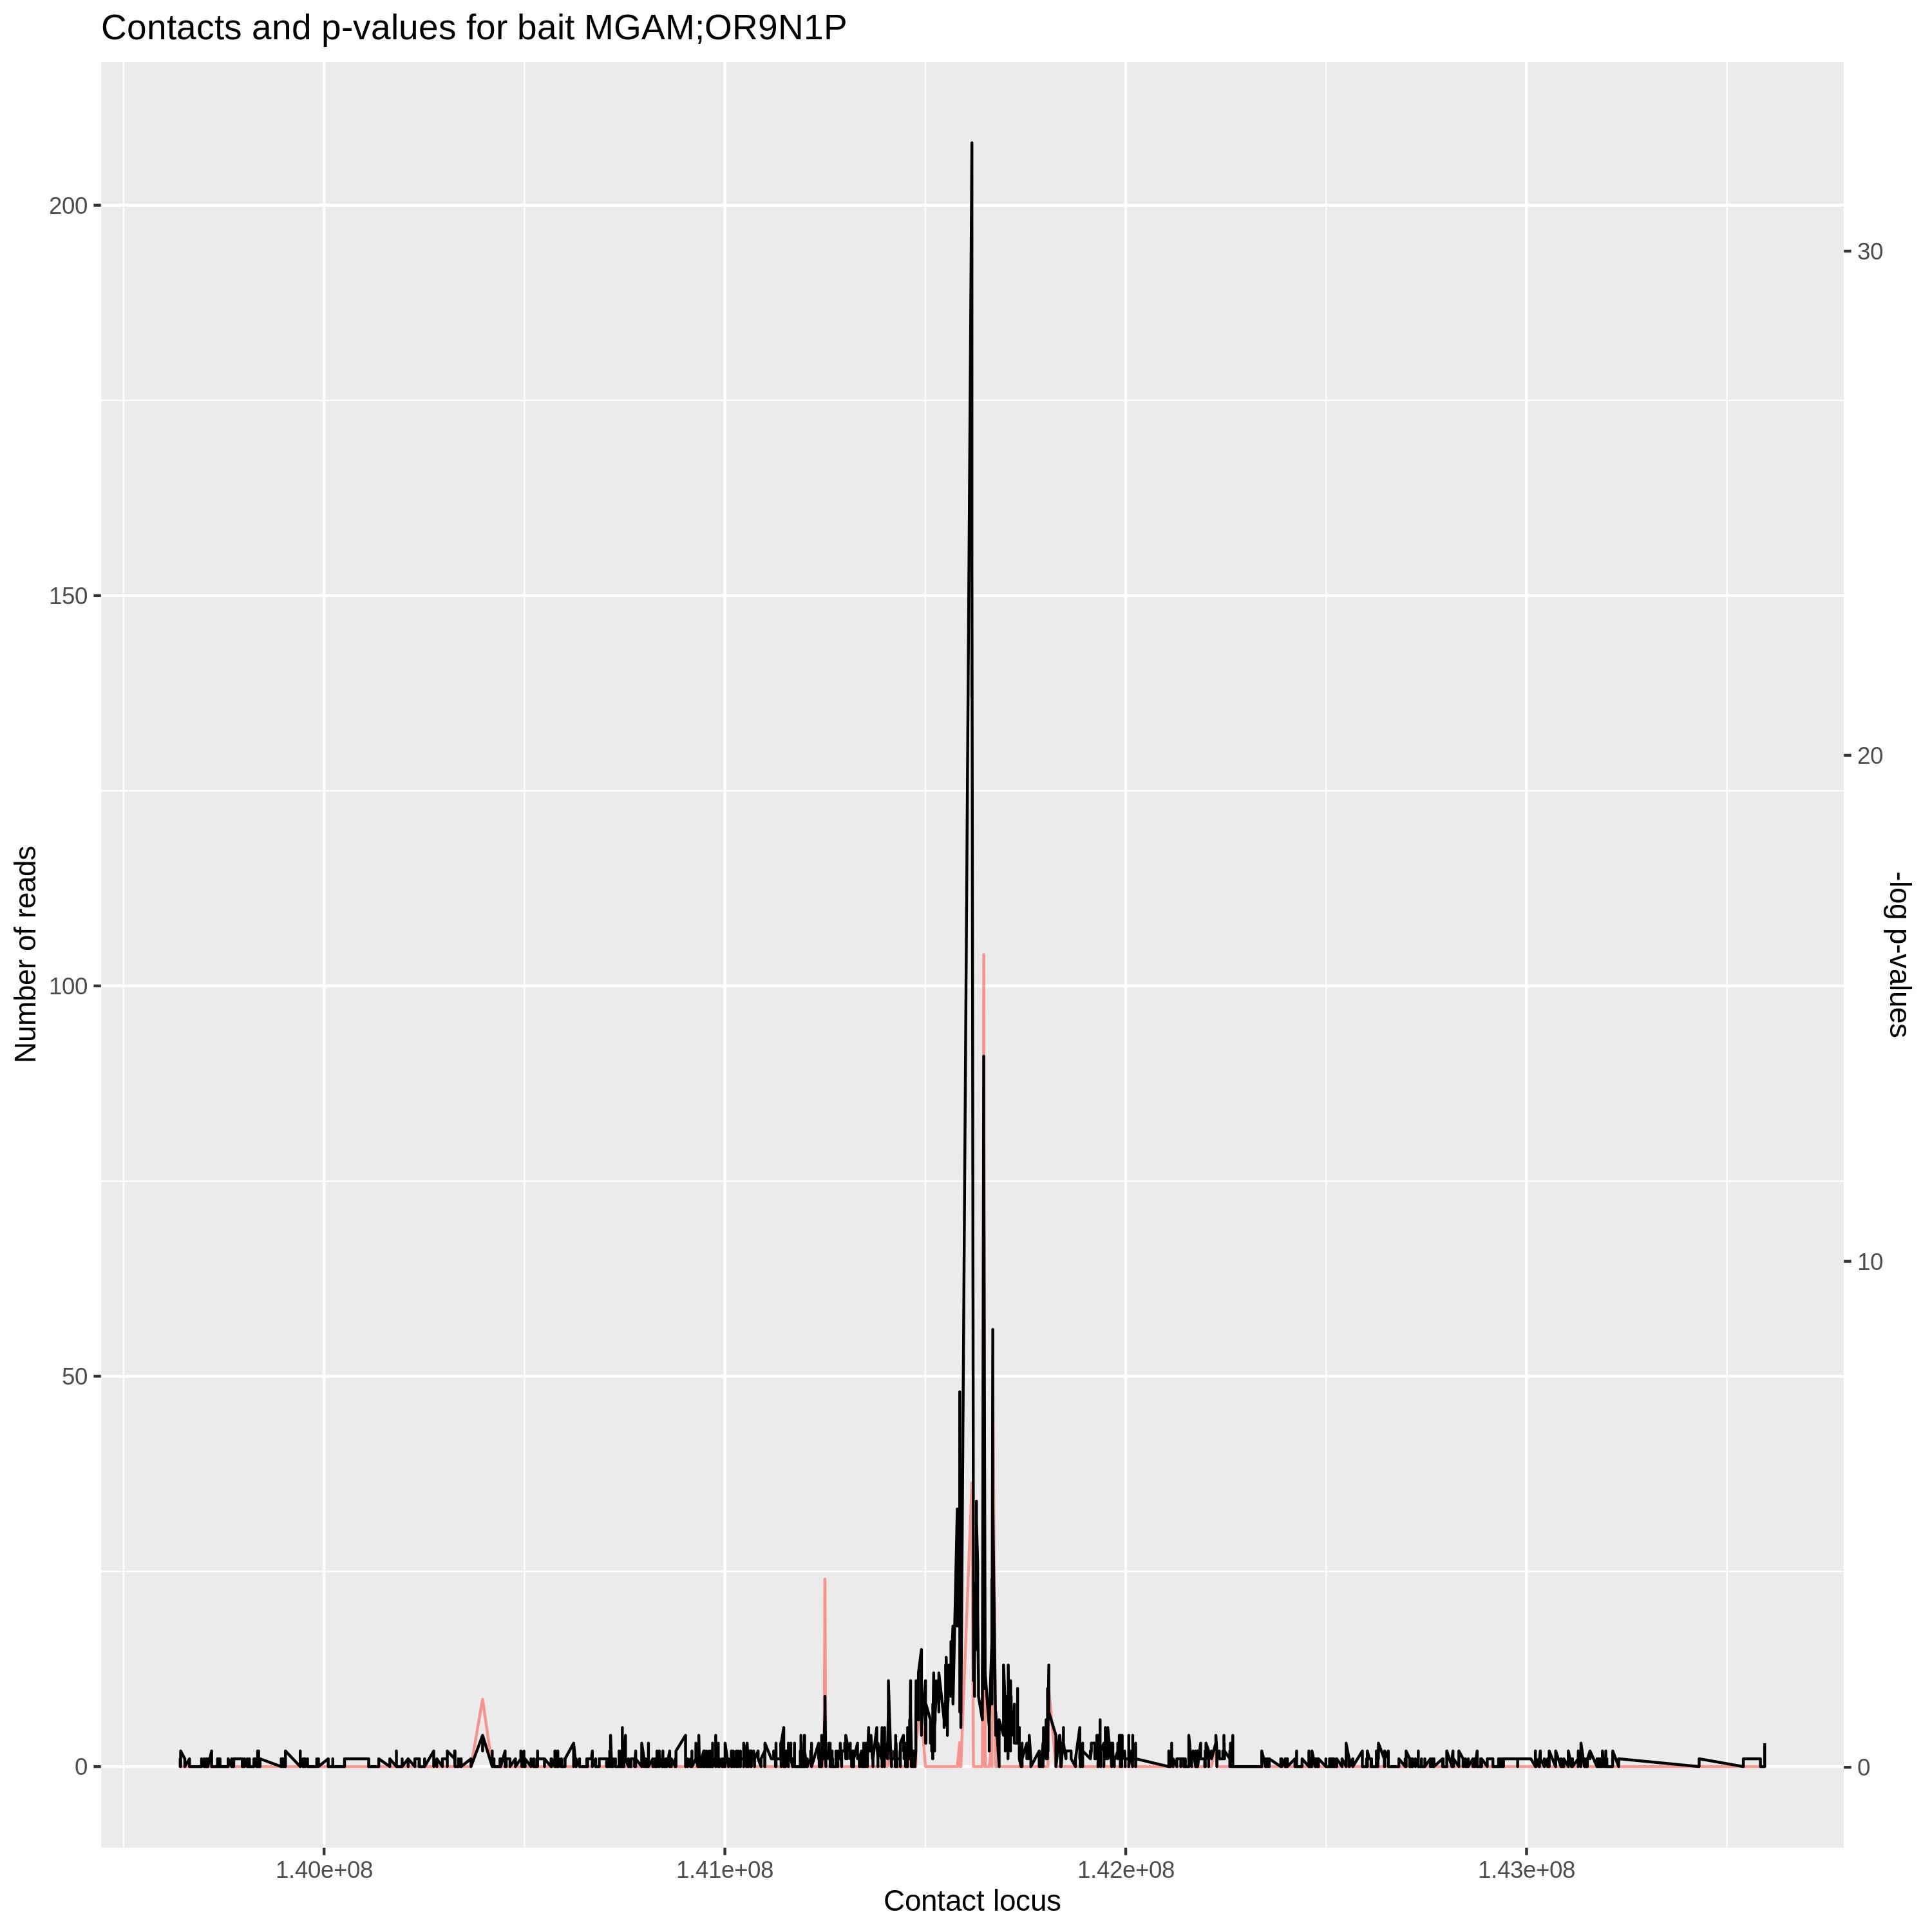 Contacts and p-values for bait MGAM;OR9N1P
200
150
100
50
0
Number of reads
30
20
10
0
-log p-values
1.40e+08
1.41e+08
1.42e+08
1.43e+08
Contact locus